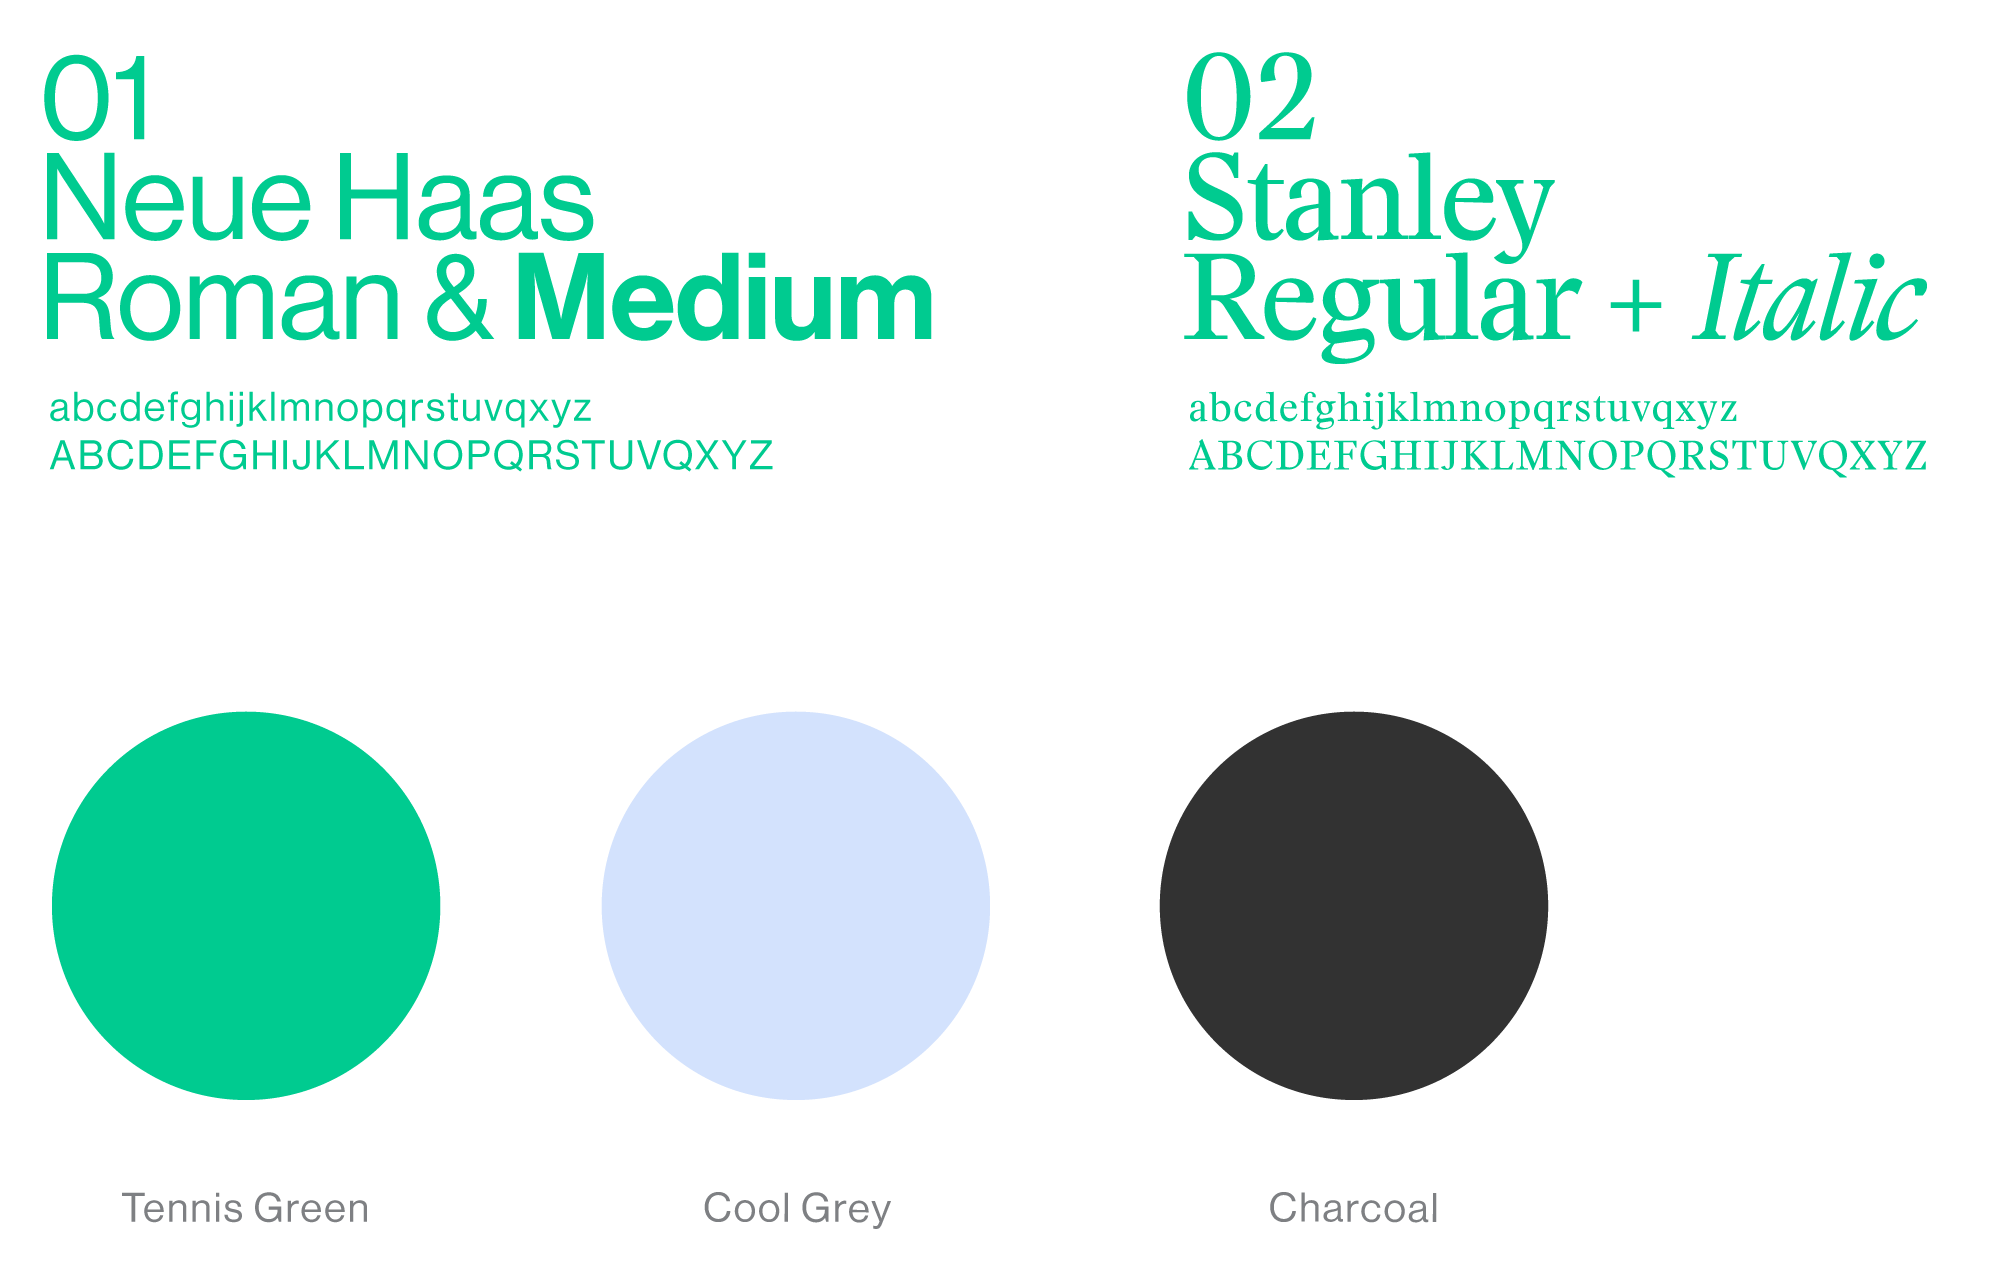 01
Neue Haas
Roman & Medium
abcdefghijklmnopqrstuvqxyz
ABCDEFGHIJKLMNOPQRSTUVQXYZ
02
Stanley
Regular + Italic
abcdefghijklmnopqrstuvqxyz
ABCDEFGHIJKLMNOPQRSTUVQXYZ
Tennis Green
Cool Grey
Charcoal